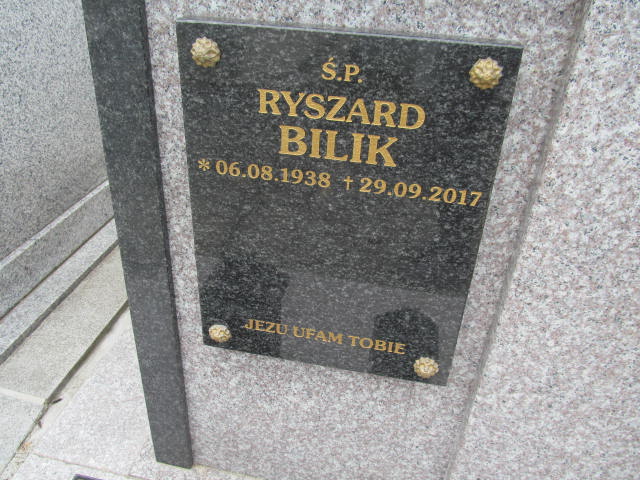 Ś.P.
RYSZARD
BILIK
* 06.08.1938 † 29.09.2017
JEZU UFAM TOBIE